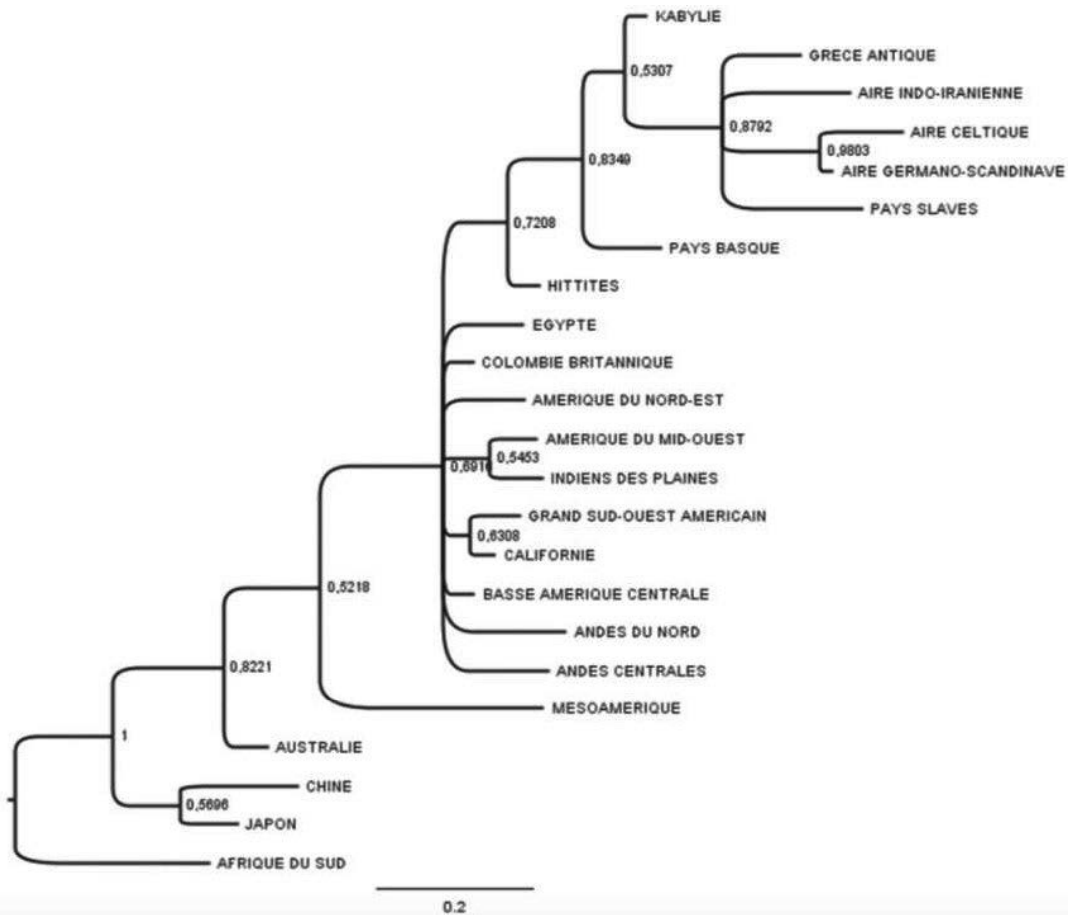 KABYLIE
GRECE ANTIQUE
0,5307
AIRE INDO-IRANIENNE
0,8792
AIRE CELTIQUE
0,9803
0,8349
AIRE GERMANO-SCANDINAVE
PAYS SLAVES
0,7208
PAYS BASQUE
HITTITES
EGYPTE
COLOMBIE BRITANNIQUE
AMERIQUE DU NORD-EST
AMERIQUE DU MID-OUEST
0,691 0,5453
INDIENS DES PLAINES
GRAND SUD-OUEST AMERICAIN
0,6308
CALIFORNIE
0,5218
BASSE AMERIQUE CENTRALE
ANDES DU NORD
0,8221
ANDES CENTRALES
MESOAMERIQUE
1
AUSTRALIE
CHINE
0,5696
JAPON
AFRIQUE DU SUD
0.2